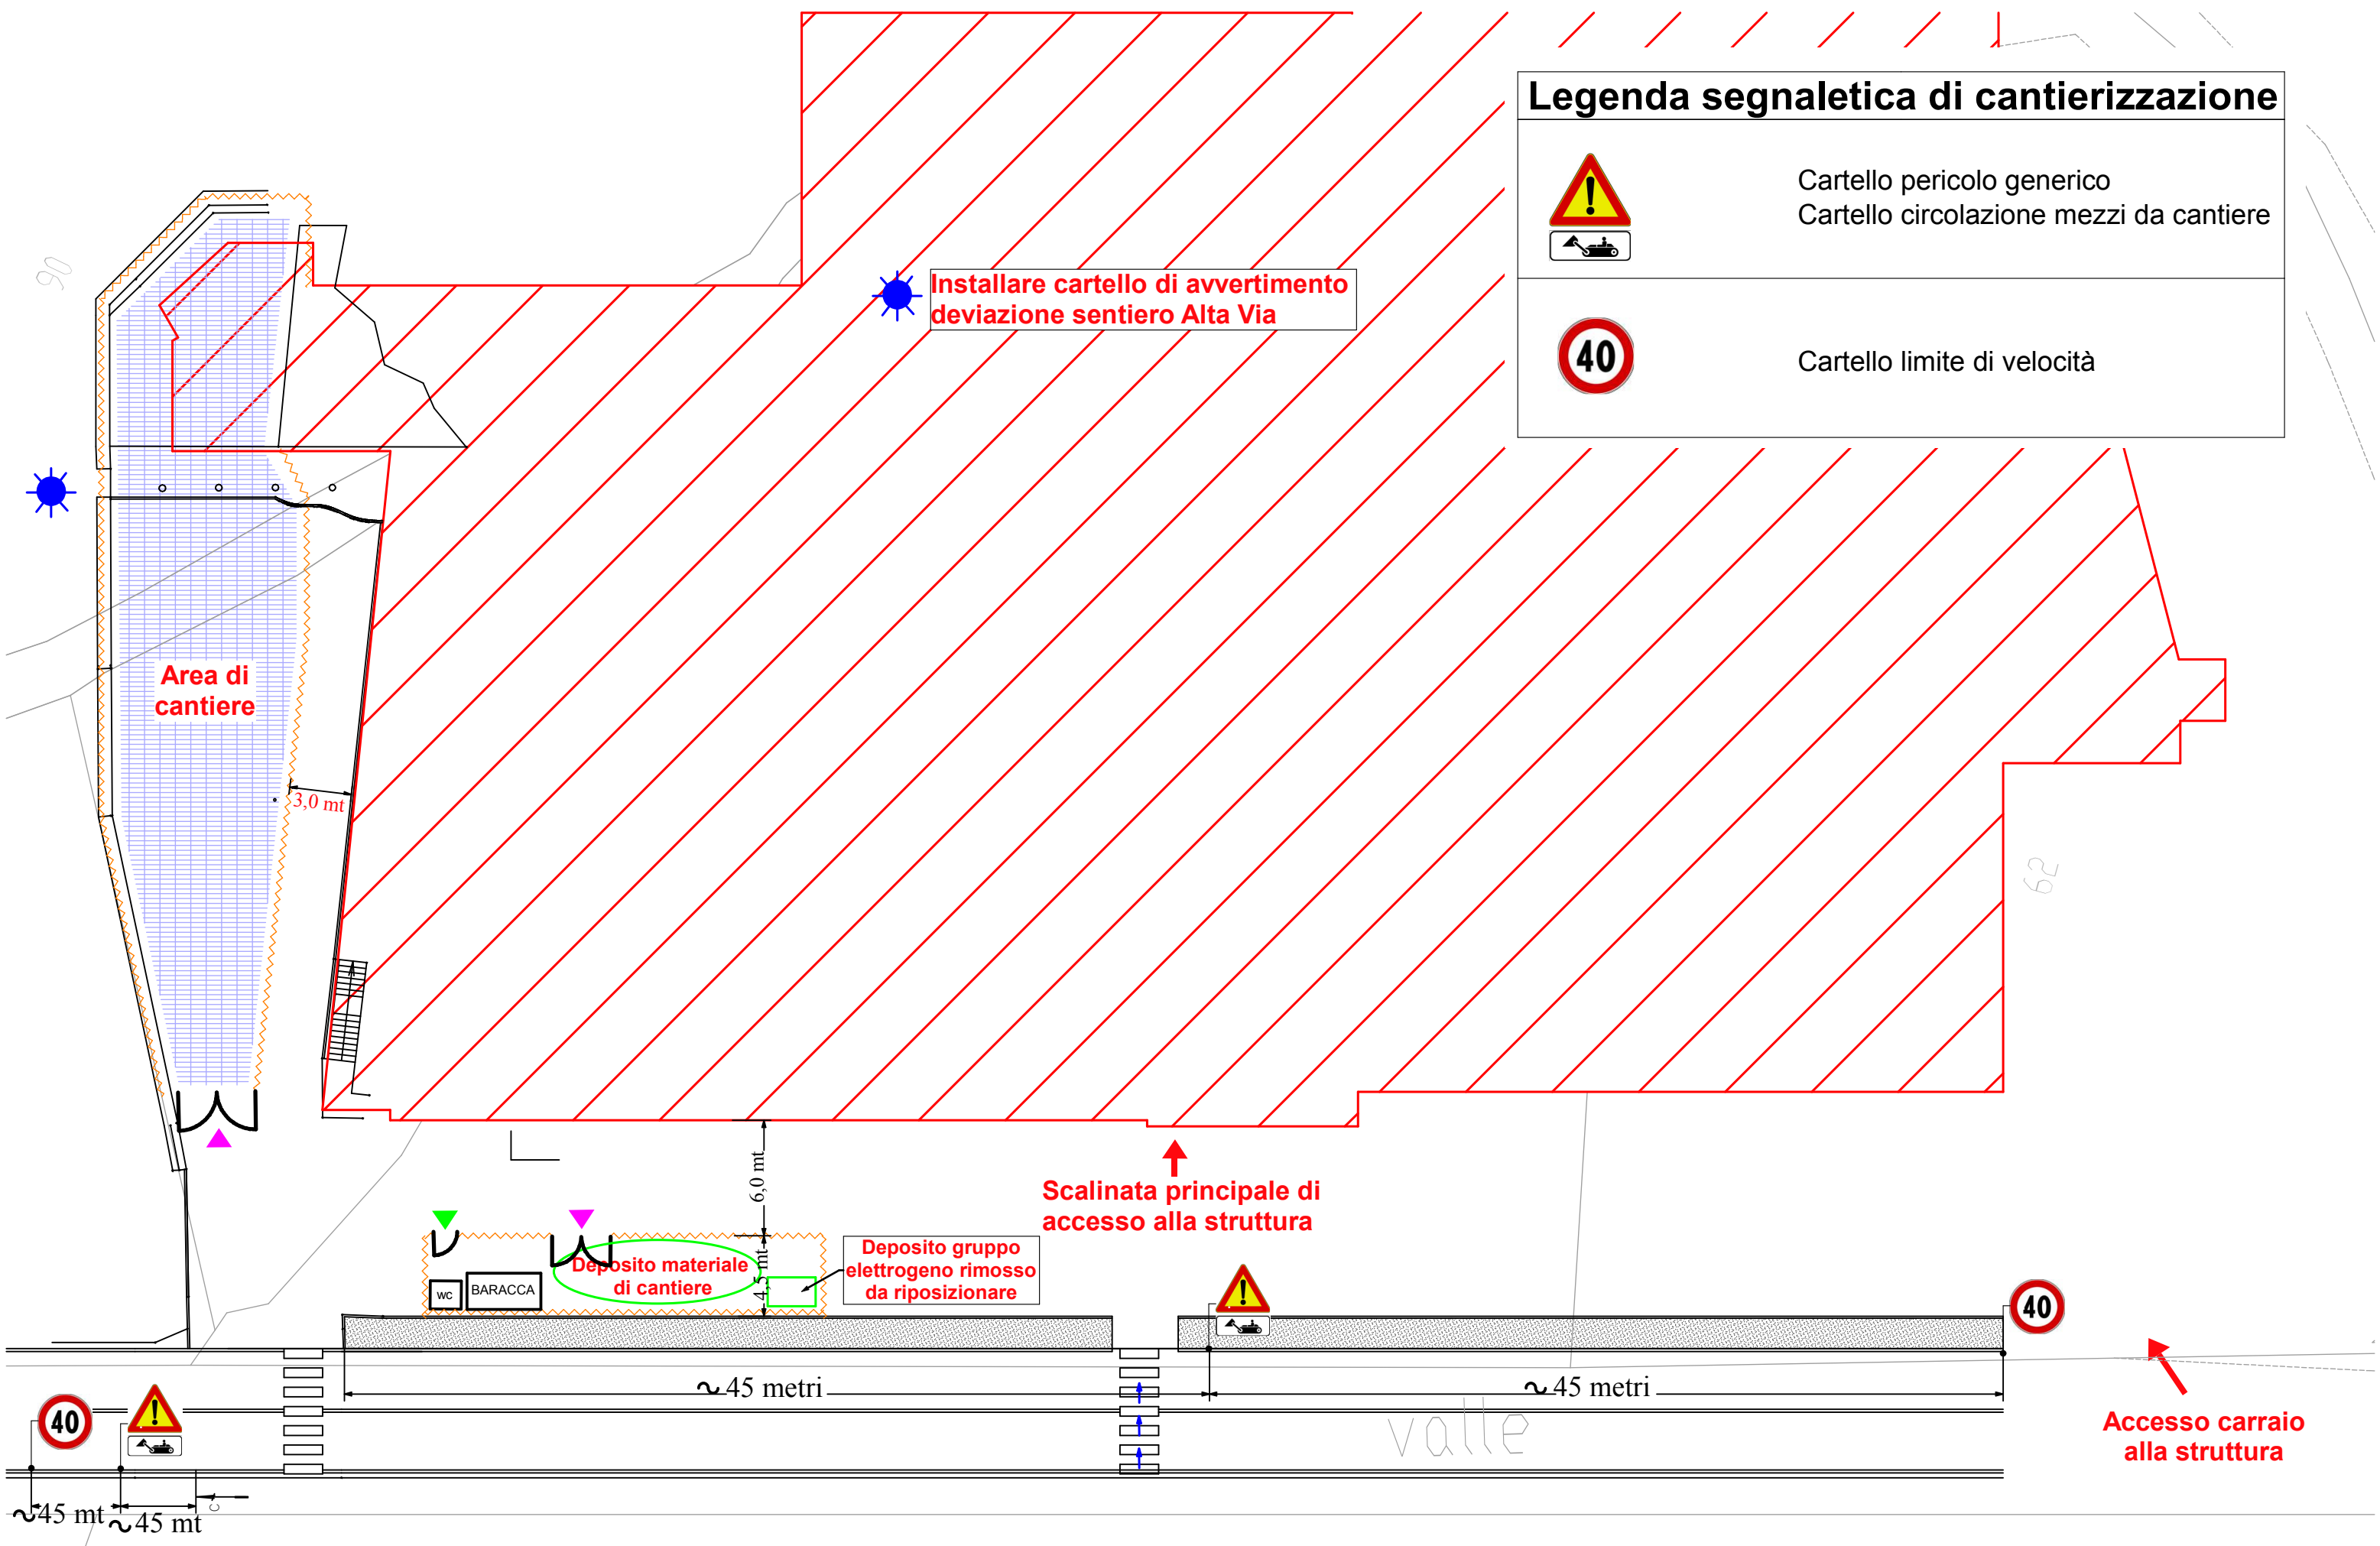 Legenda segnaletica di cantierizzazione
Cartello pericolo generico
Cartello circolazione mezzi da cantiere
40
Cartello limite di velocità
90
Installare cartello di avvertimento
deviazione sentiero Alta Via
Area di
cantiere
3,0 mt
62
6,0 mt
Scalinata principale di
accesso alla struttura
Deposito materiale
di cantiere
4,5 mt
Deposito gruppo
elettrogeno rimosso
da riposizionare
wc
BARACCA
40
~45 metri
~45 metri
40
valle
Accesso carraio
alla struttura
~45 mt
~45 mt